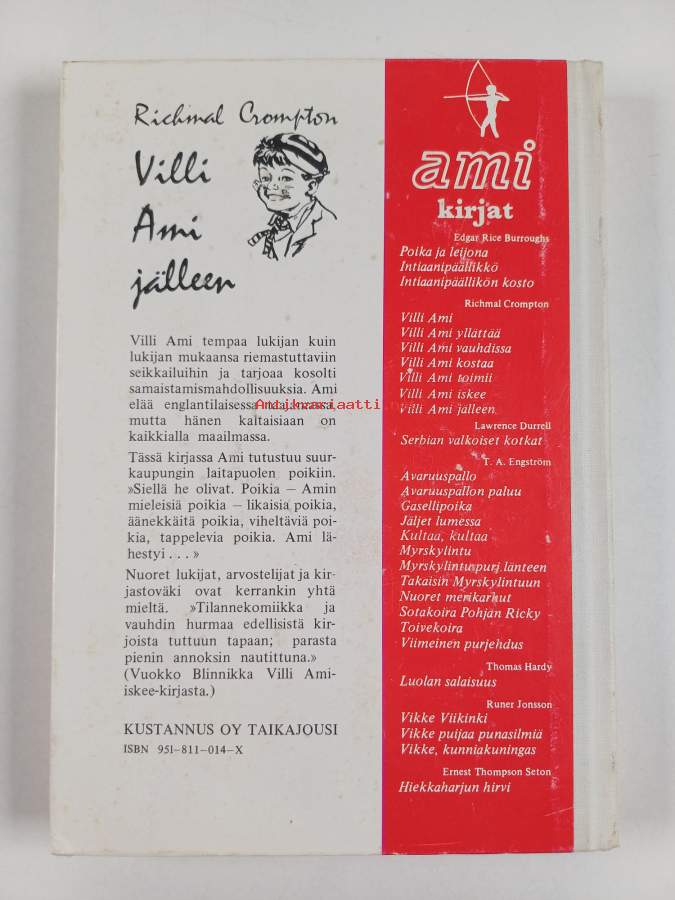 Richmal Crompton
Villi
Ami
jälleen
Villi Ami tempaa lukijan kuin
lukijan mukaansa riemastuttaviin
seikkailuihin ja tarjoaa kosolti
samaistamismahdollisuuksia. Ami
elää englantilaisessa maisemassa,
mutta hänen kaltaisiaan on
kaikkialla maailmassa.
Tässä kirjassa Ami tutustuu suur-
kaupungin laitapuolen poikiin.
»Siellä he olivat. Poikia — Amin
mieleisiä poikia — likaisia poikia,
äänekkäitä poikia, viheltäviä poi-
kia, tappelevia poikia. Ami lä-
hestyi . . . »
Nuoret lukijat, arvostelijat ja kir-
jastoväki ovat kerrankin yhtä
mieltä. »Tilannekomiikka ja
vauhdin hurmaa edellisistä kir-
joista tuttuun tapaan; parasta
pienin annoksin nautittuna.»
(Vuokko Blinnikka Villi Ami-
iskee-kirjasta.)
KUSTANNUS OY TAIKAJOUSI
ISBN 951-811-014-X
ami
kirjat
Edgar Rice Burroughs
Poika ja leijona
Intiaanipäällikkö
Intiaanipäällikön kosto
Richmal Crompton
Villi Ami
Villi Ami yllättää
Villi Ami vauhdissa
Villi Ami kostaa
Villi Ami toimii
Villi Ami iskee
Villi Ami jälleen
Lawrence Durrell
Serbian valkoiset kotkat
T. A. Engström
Avaruuspallo
Avaruuspallon paluu
Gasellipoika
Jäljet lumessa
Kultaa, kultaa
Myrskylintu
Myrskylintu purj. länteen
Takaisin Myrskylintuun
Nuoret merikarhut
Sotakoira Pohjan Ricky
Toivekoira
Viimeinen purjehdus
Thomas Hardy
Luolan salaisuus
Runer Jonsson
Vikke Viikinki
Vikke puijaa punasilmiä
Vikke, kunniakuningas
Ernest Thompson Seton
Hiekkaharjun hirvi